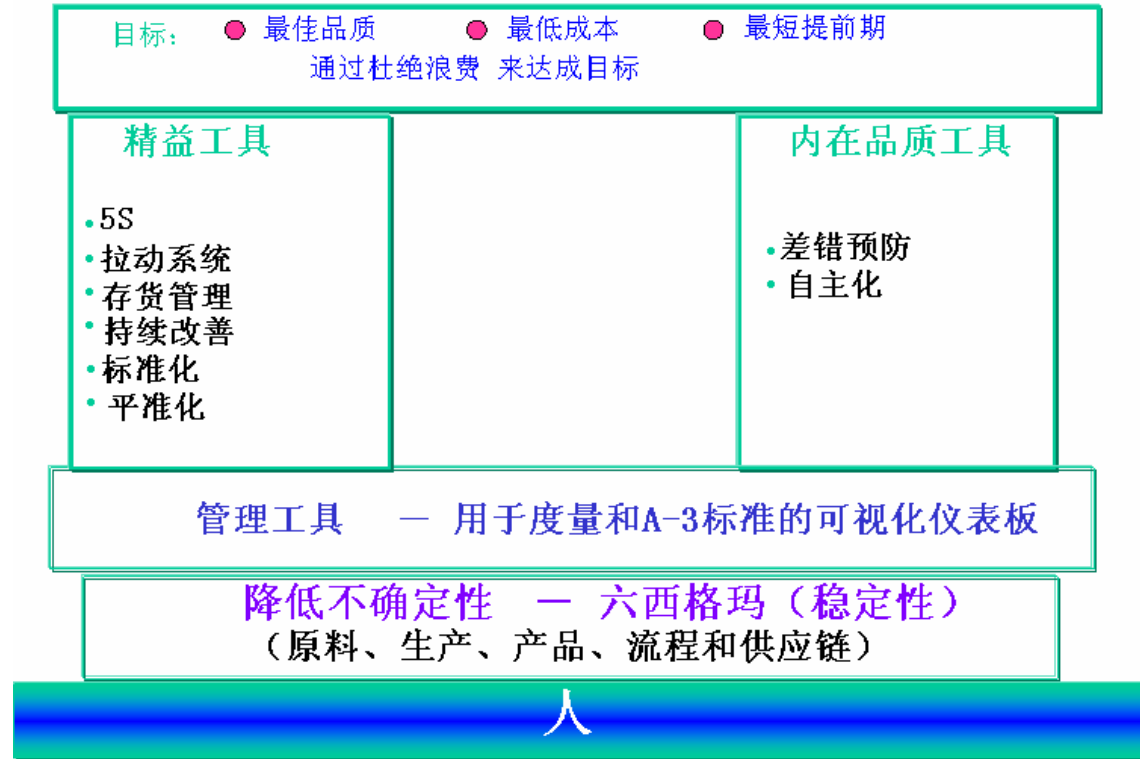 目标： ● 最佳品质 ● 最低成本 ● 最短提前期
通过杜绝浪费 来达成目标
精益工具
•5S
•拉动系统
•存货管理
•持续改善
•标准化
•平准化
内在品质工具
•差错预防
•自主化
管理工具 — 用于度量和A-3标准的可视化仪表板
降低不确定性 — 六西格玛（稳定性）
（原料、生产、产品、流程和供应链）
人